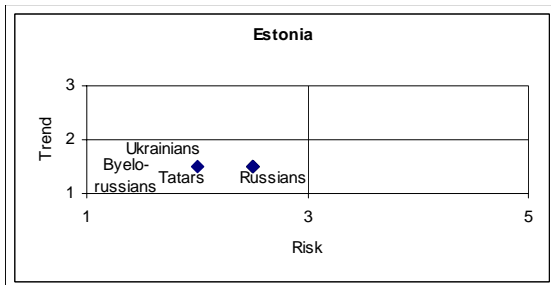 Estonia
3
Trend
2
Ukrainians
Byelo-
russians
Tatars
Russians
1
1
3
5
Risk